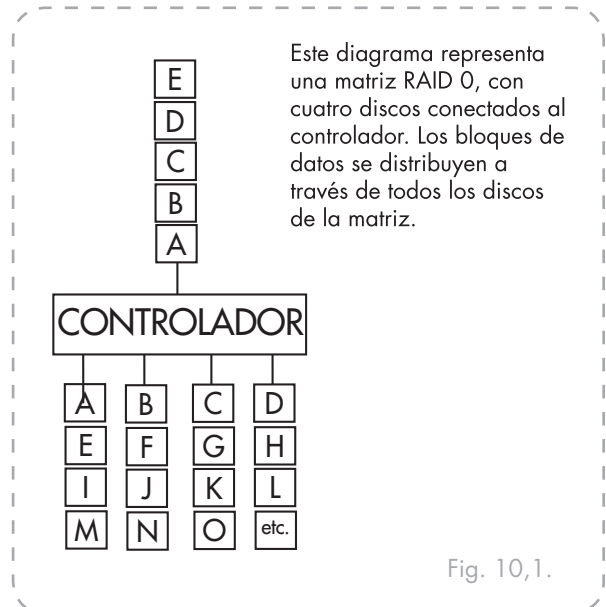 E
D
C
B
A
Este diagrama representa
una matriz RAID 0, con
cuatro discos conectados al
controlador. Los bloques de
datos se distribuyen a
través de todos los discos
de la matriz.
CONTROLADOR
A B C D
E F G H
I J K L
M N O etc.
Fig. 10,1.